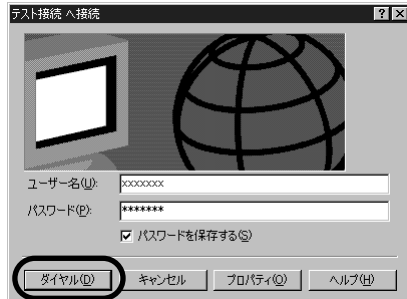 テスト接続 へ接続
ユーザー名(U): xxxxxxx
パスワード(P): *******
パスワードを保存する(S)
ダイヤル(D) キャンセル プロパティ(O) ヘルプ(H)